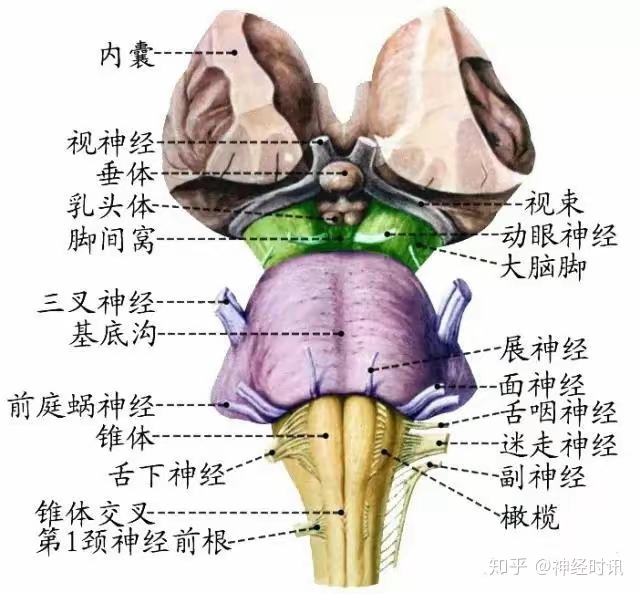 内囊
视神经
垂体
乳头体
脚间窝
视束
动眼神经
大脑脚
三叉神经
基底沟
展神经
面神经
前庭蜗神经
舌咽神经
锥体
迷走神经
舌下神经
副神经
锥体交叉
橄榄
第1颈神经前根
知乎 @神经时讯